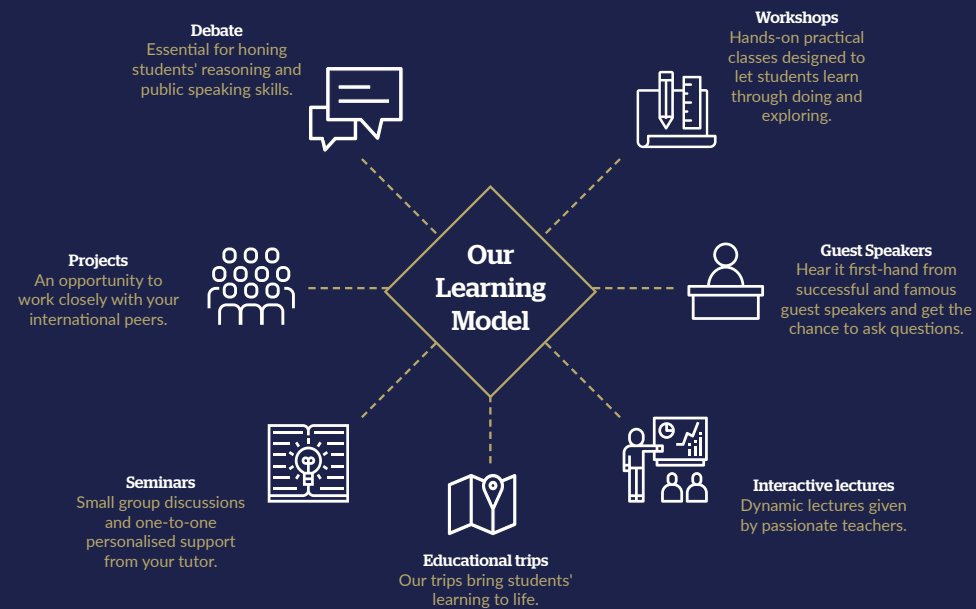 Our
Learning
Model
Debate
Essential for honing
students' reasoning and
public speaking skills.
Workshops
Hands-on practical
classes designed to
let students learn
through doing and
exploring.
Projects
An opportunity to
work closely with your
international peers.
Guest Speakers
Hear it first-hand from
successful and famous
guest speakers and get the
chance to ask questions.
Seminars
Small group discussions
and one-to-one
personalised support
from your tutor.
Interactive lectures
Dynamic lectures given
by passionate teachers.
Educational trips
Our trips bring students'
learning to life.